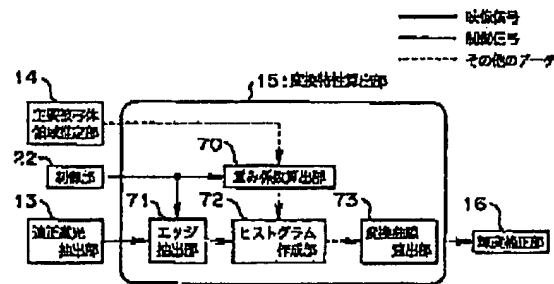 映像信号
制御信号
その他のデータ
15:変換特性算出部
14
主要被写体
領域推定部
70
22
制御部
重み係数算出部
13
71
72
73
16
適正露光
抽出部
エッジ
抽出部
ヒストグラム
作成部
変換曲線
算出部
輝度補正部